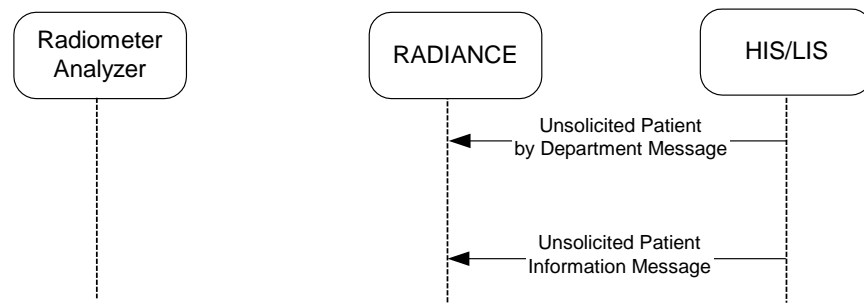 Radiometer
Analyzer
RADIANCE
HIS/LIS
Unsolicited Patient
by Department Message
Unsolicited Patient
Information Message